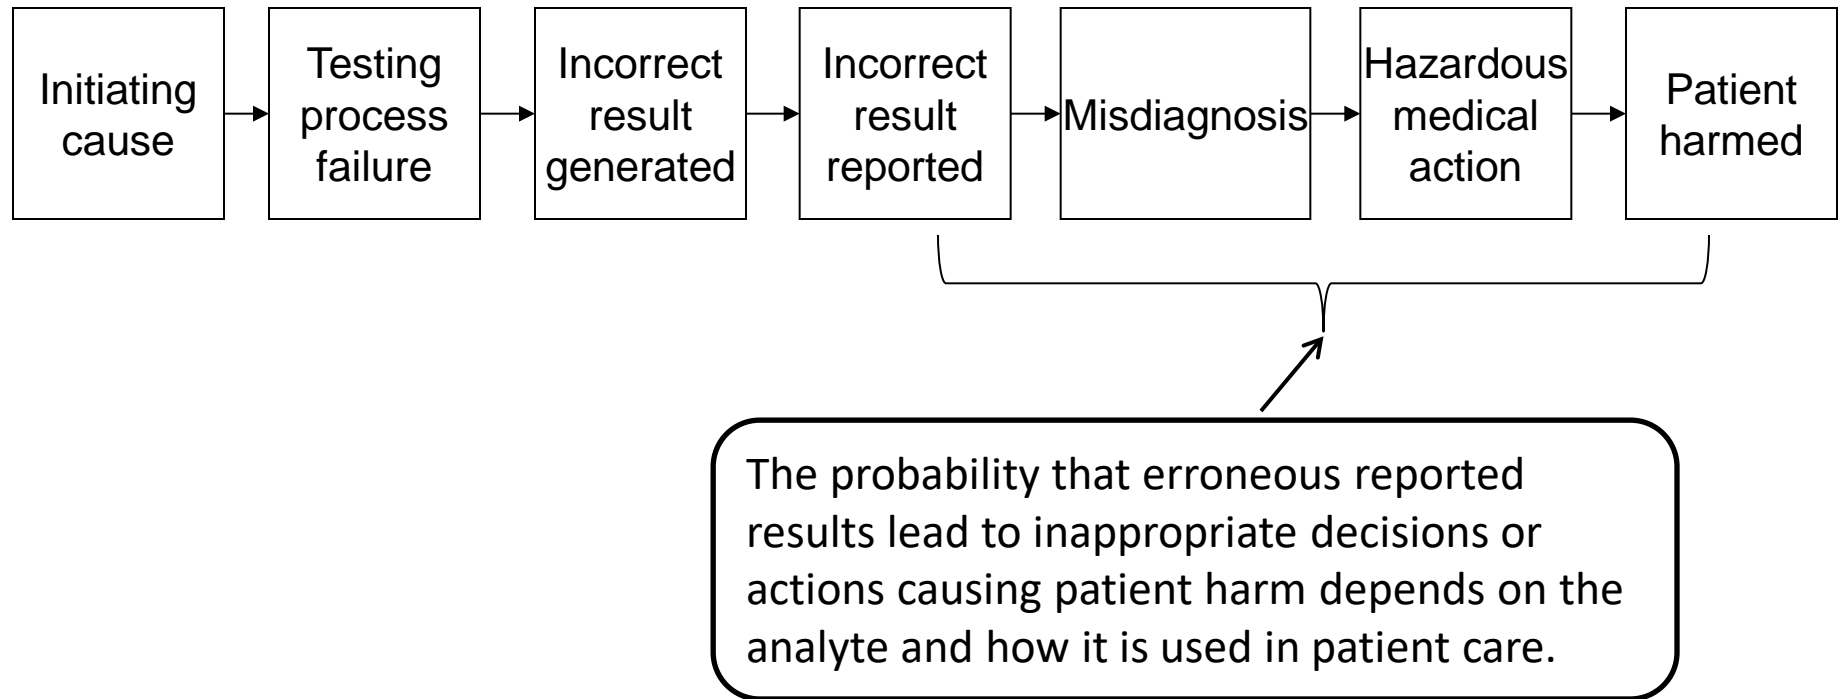 Initiating
cause
Testing
process
failure
Incorrect
result
generated
Incorrect
result
reported
Misdiagnosis
Hazardous
medical
action
Patient
harmed
The probability that erroneous reported
results lead to inappropriate decisions or
actions causing patient harm depends on the
analyte and how it is used in patient care.